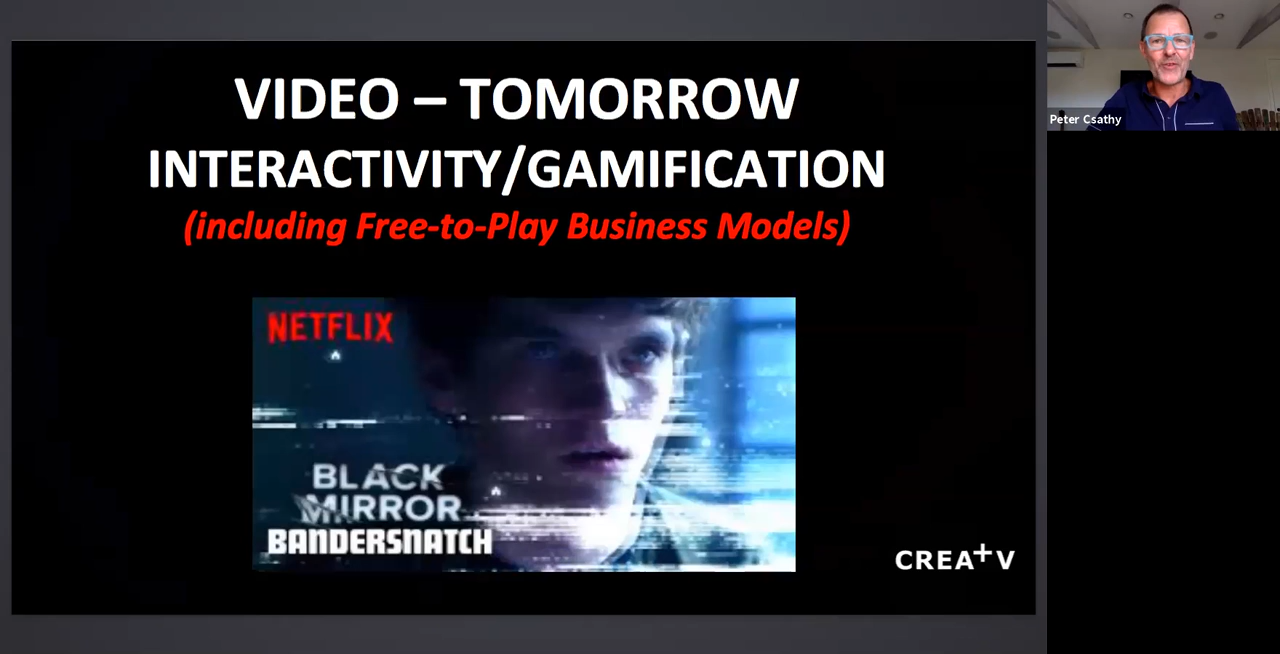 VIDEO – TOMORROW
INTERACTIVITY/GAMIFICATION
(including Free-to-Play Business Models)
NETFLIX
BLACK
MIRROR
BANDERSNATCH
CREA+V
Peter Csathy